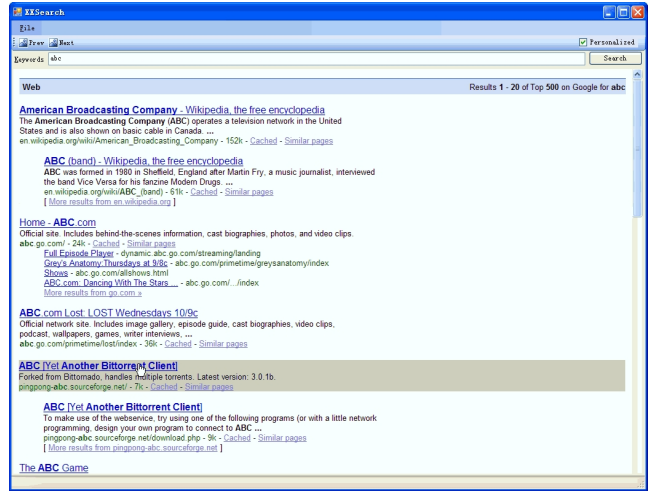 XXSearch
File
Prev Next Personalized
Keywords abc Search
Web Results 1 - 20 of Top 500 on Google for abc
American Broadcasting Company - Wikipedia, the free encyclopedia
The American Broadcasting Company (ABC) operates a television network in the United
States and is also shown on basic cable in Canada. ...
en.wikipedia.org/wiki/American_Broadcasting_Company - 152k - Cached - Similar pages
ABC (band) - Wikipedia, the free encyclopedia
ABC was formed in 1980 in Sheffield, England after Martin Fry, a music journalist, interviewed
the band Vice Versa for his fanzine Modern Drugs. ...
en.wikipedia.org/wiki/ABC_(band) - 61k - Cached - Similar pages
[ More results from en.wikipedia.org ]
Home - ABC.com
Official site. Includes behind-the-scenes information, cast biographies, photos, and video clips.
abc.go.com/ - 24k - Cached - Similar pages
Full Episode Player - dynamic.abc.go.com/streaming/landing
Grey's Anatomy:Thursdays at 9/8c - abc.go.com/primetime/greysanatomy/index
Shows - abc.go.com/allshows.html
ABC.com: Dancing With The Stars ... - abc.go.com/.../index
More results from go.com »
ABC.com Lost: LOST Wednesdays 10/9c
Official network site. Includes image gallery, episode guide, cast biographies, video clips,
podcast, wallpapers, games, writer interviews, ...
abc.go.com/primetime/lost/index - 36k - Cached - Similar pages
ABC [Yet Another Bittorrent Client]
Forked from Bittornado, handles multiple torrents. Latest version: 3.0.1b.
pingpong-abc.sourceforge.net/ - 7k - Cached - Similar pages
ABC [Yet Another Bittorrent Client]
To make use of the webservice, try using one of the following programs (or with a little network
programming, design your own program to connect to ABC ...
pingpong-abc.sourceforge.net/download.php - 9k - Cached - Similar pages
[ More results from pingpong-abc.sourceforge.net ]
The ABC Game